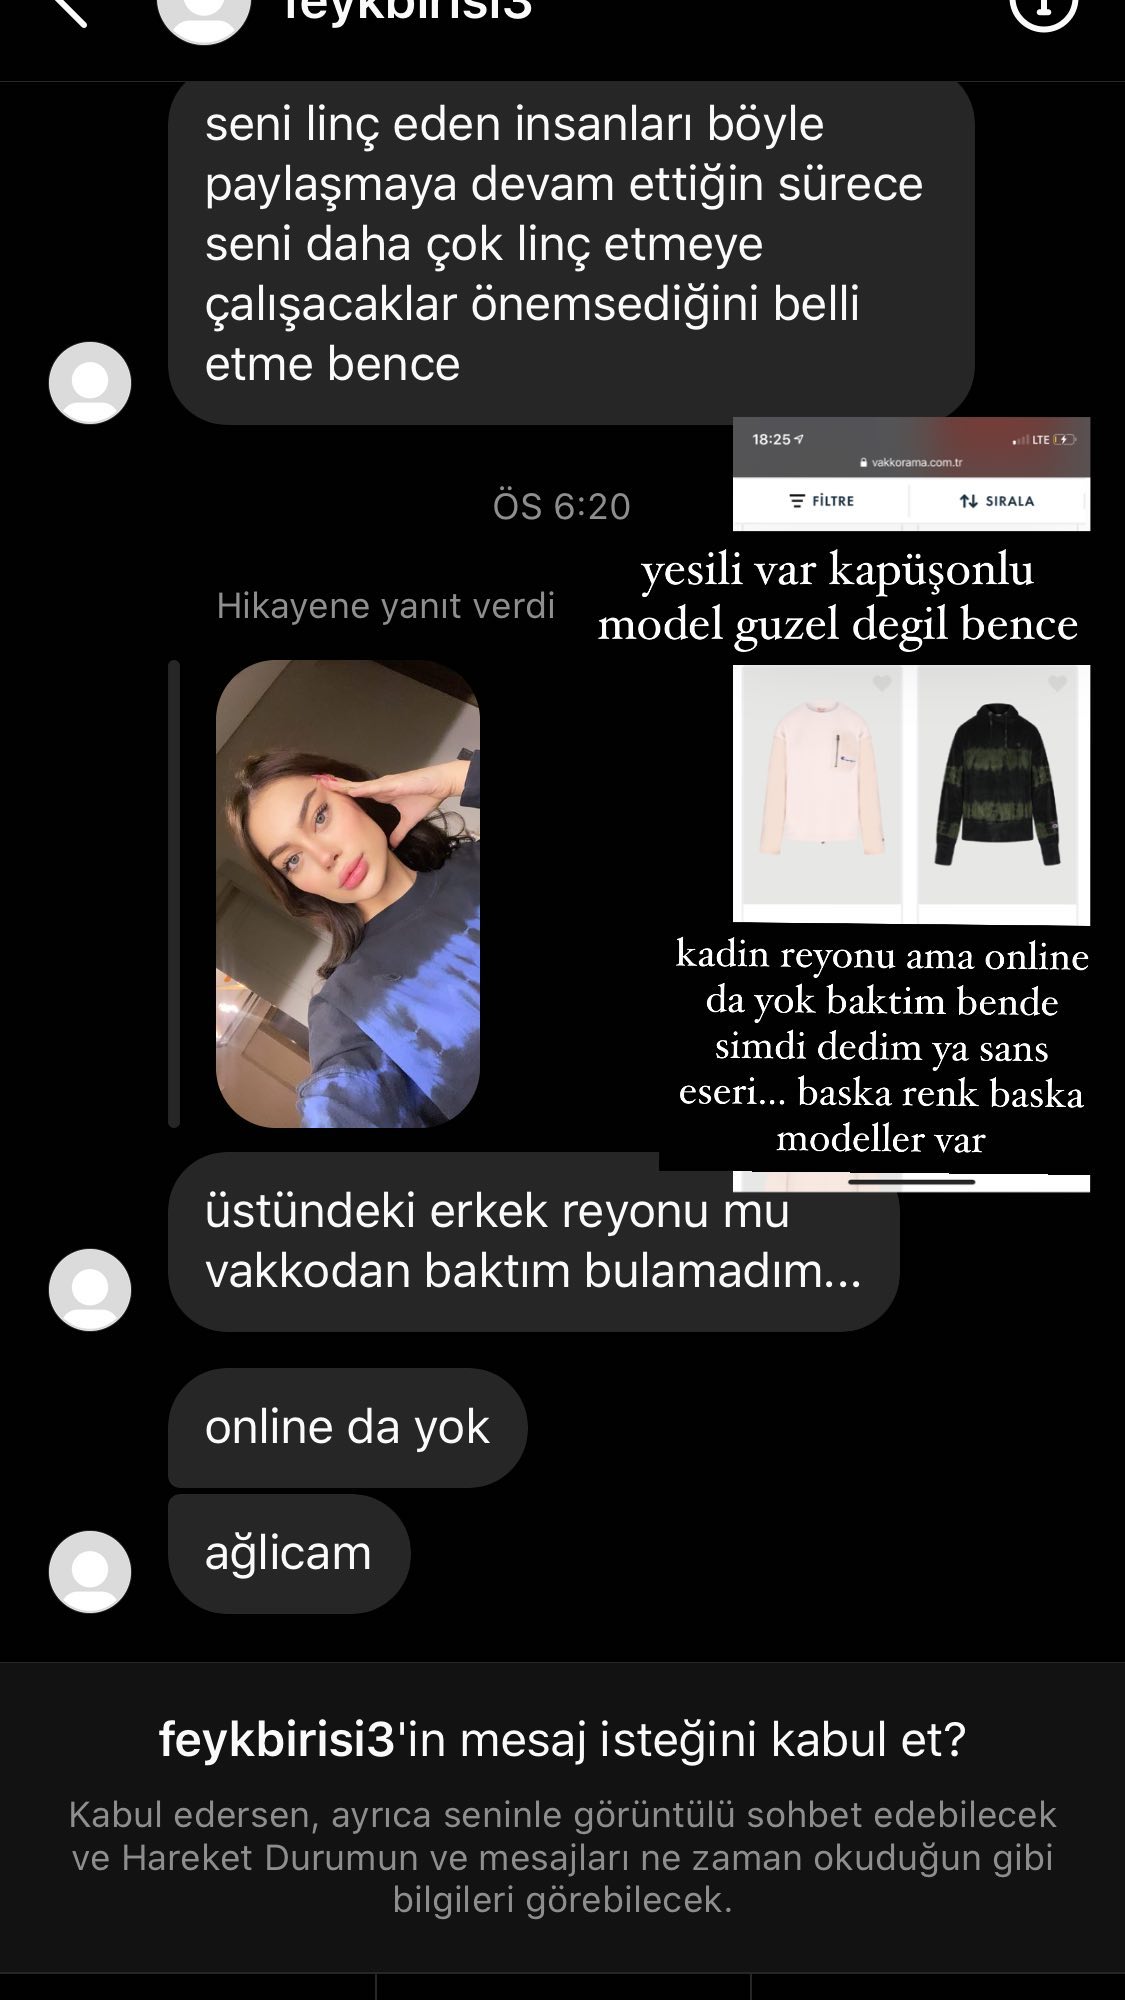 feykbirisi3
seni linç eden insanları böyle
paylaşmaya devam ettiğin sürece
seni daha çok linç etmeye
çalışacaklar önemsediğini belli
etme bence
18:25
LTE
vakkorama.com.tr
FİLTRE
SIRALA
ÖS 6:20
yesili var kapüşonlu
model guzel degil bence
Hikayene yanıt verdi
kadin reyonu ama online
da yok baktim bende
simdi dedim ya sans
eseri... baska renk baska
modeller var
üstündeki erkek reyonu mu
vakkodan baktım bulamadım...
online da yok
ağlicam
feykbirisi3'in mesaj isteğini kabul et?
Kabul edersen, ayrıca seninle görüntülü sohbet edebilecek
ve Hareket Durumun ve mesajları ne zaman okuduğun gibi
bilgileri görebilecek.